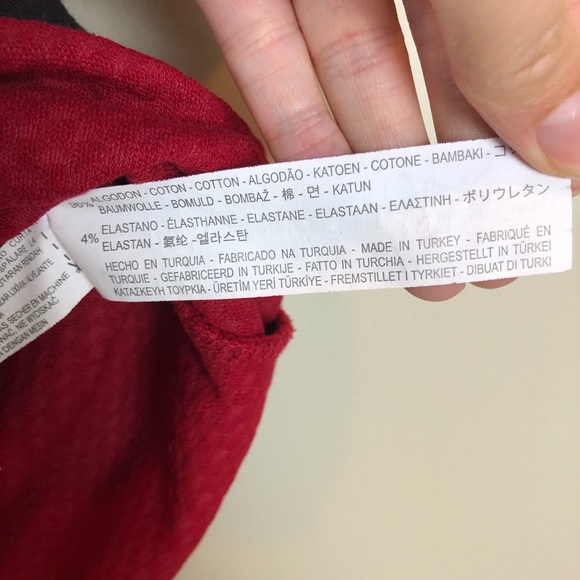 96% ALGODON - COTON - COTTON - ALGODÃO - KATOEN - COTONE - BAMBAKI - コ
BAUMWOLLE - BOMULD - BOMBAŽ - 棉 - 면 - KATUN
4% ELASTANO - ÉLASTHANNE - ELASTANE - ELASTAAN - ΕΛΑΣΤΙΝΗ - ポリウレタン
ELASTAN - 氨纶 - 엘라스탄
HECHO EN TURQUIA - FABRICADO NA TURQUIA - MADE IN TURKEY - FABRIQUÉ EN
TURQUIE - GEFABRICEERD IN TURKIJE - FATTO IN TURCHIA - HERGESTELLT IN TÜRKEI
ΚΑΤΑΣΚΕΥΗ ΤΟΥΡΚΙΑ - ÜRETİM YERİ TÜRKİYE - FREMSTILLET I TYRKIET - DIBUAT DI TURKI